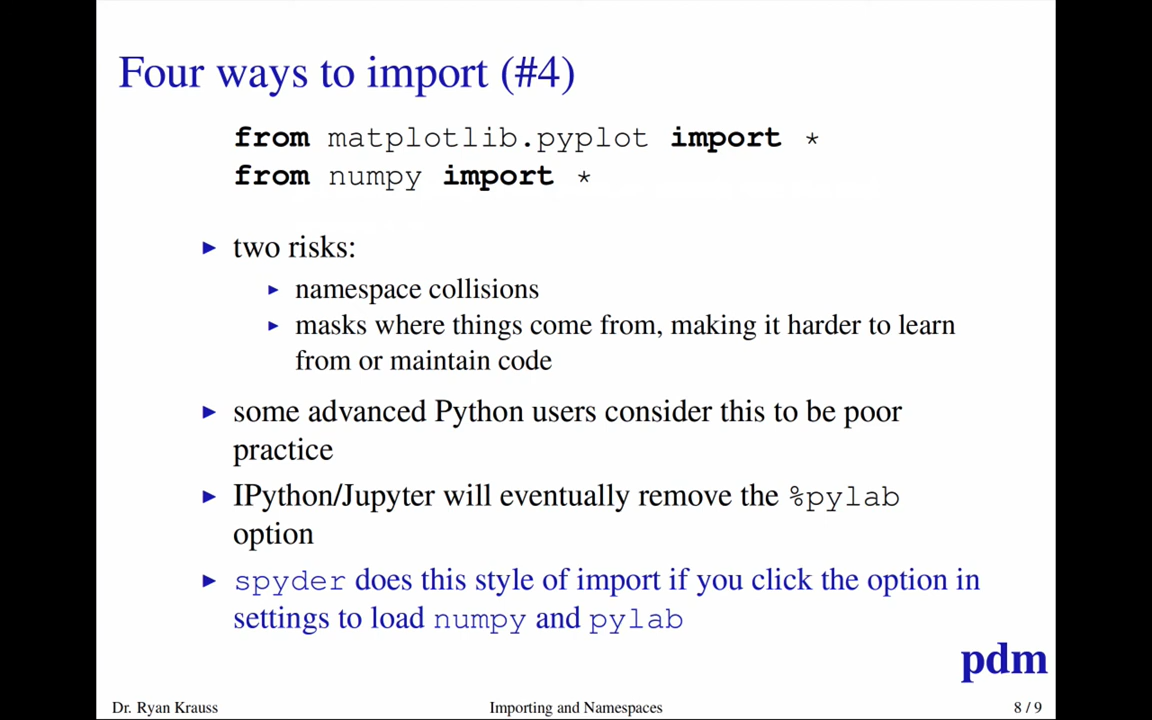 Four ways to import (#4)
from matplotlib.pyplot import *
from numpy import *
▶ two risks:
▶ namespace collisions
▶ masks where things come from, making it harder to learn
from or maintain code
▶ some advanced Python users consider this to be poor
practice
▶ IPython/Jupyter will eventually remove the %pylab
option
▶ spyder does this style of import if you click the option in
settings to load numpy and pylab
pdm
Dr. Ryan Krauss Importing and Namespaces 8 / 9